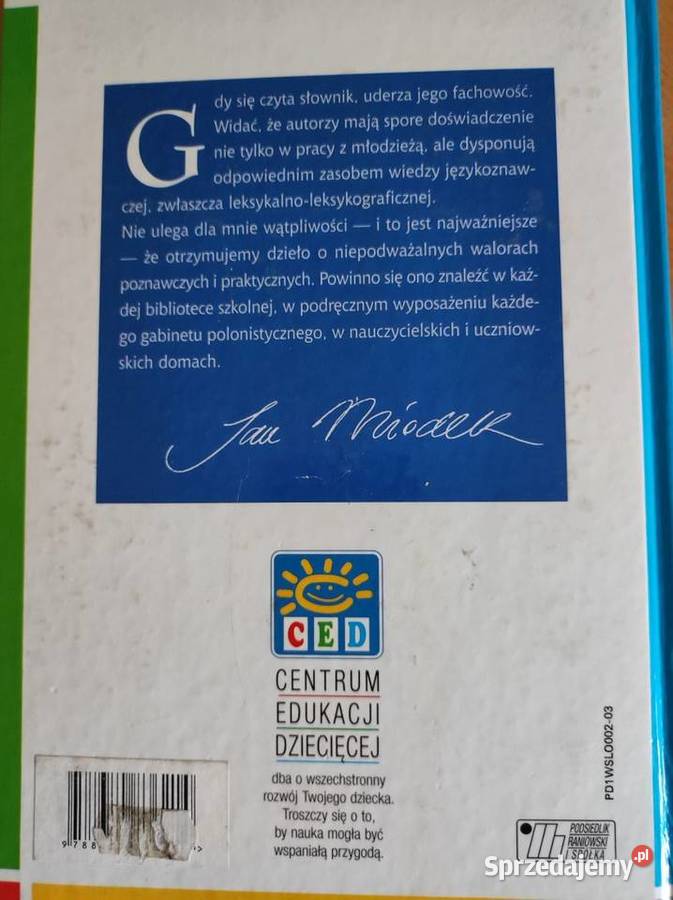 Gdy się czyta słownik, uderza jego fachowość.
Widać, że autorzy mają spore doświadczenie
nie tylko w pracy z młodzieżą, ale dysponują
odpowiednim zasobem wiedzy językoznaw-
czej, zwłaszcza leksykalno-leksykograficznej.
Nie ulega dla mnie wątpliwości — i to jest najważniejsze
— że otrzymujemy dzieło o niepodważalnych walorach
poznawczych i praktycznych. Powinno się ono znaleźć w każ-
dej bibliotece szkolnej, w podręcznym wyposażeniu każde-
go gabinetu polonistycznego, w nauczycielskich i uczniow-
skich domach.
Jan Miodek
CED
CENTRUM
EDUKACJI
DZIECIĘCEJ
dba o wszechstronny
rozwój Twojego dziecka.
Troszczy się o to,
by nauka mogła być
wspaniałą przygodą.
9 788
PD1WSLO002-03
PODSIEDLIK
RANIOWSKI
I SPÓŁKA
Sprzedajemy.pl